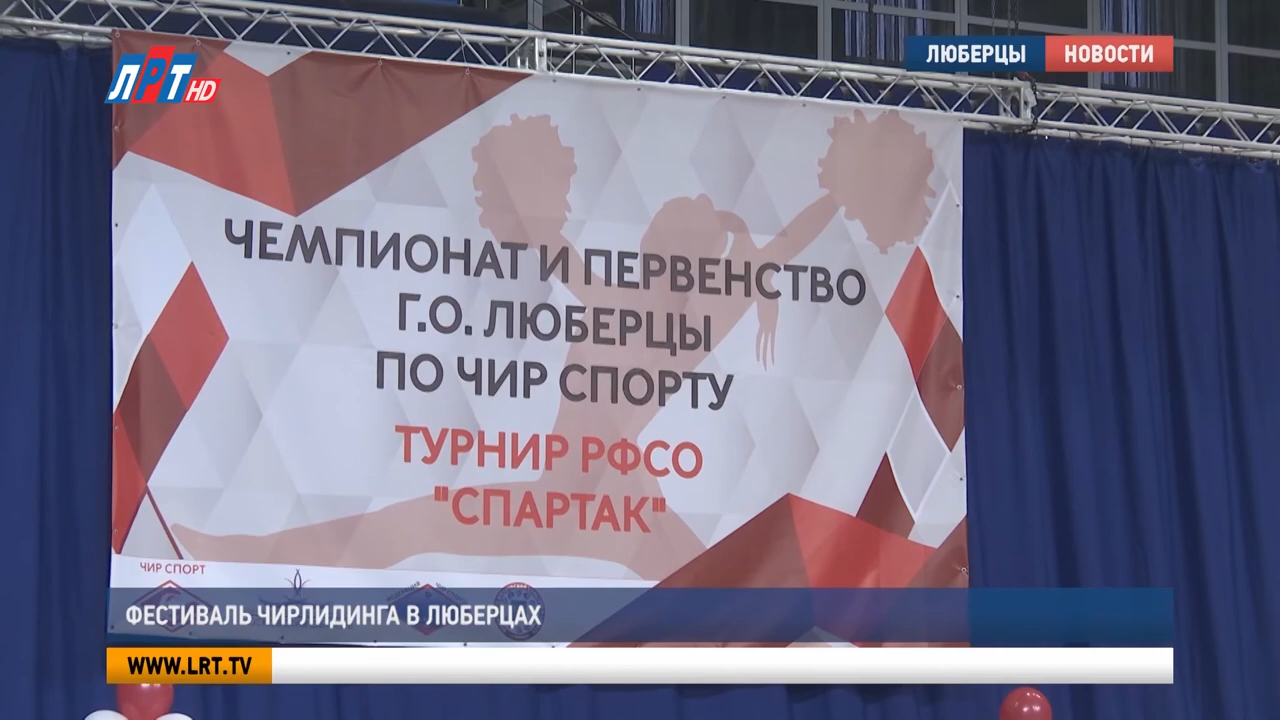 ЛРТ HD
ЛЮБЕРЦЫ НОВОСТИ
ЧЕМПИОНАТ И ПЕРВЕНСТВО
Г.О. ЛЮБЕРЦЫ
ПО ЧИР СПОРТУ
ТУРНИР РФСО
"СПАРТАК"
ЧИР СПОРТ
ФЕСТИВАЛЬ ЧИРЛИДИНГА В ЛЮБЕРЦАХ
WWW.LRT.TV